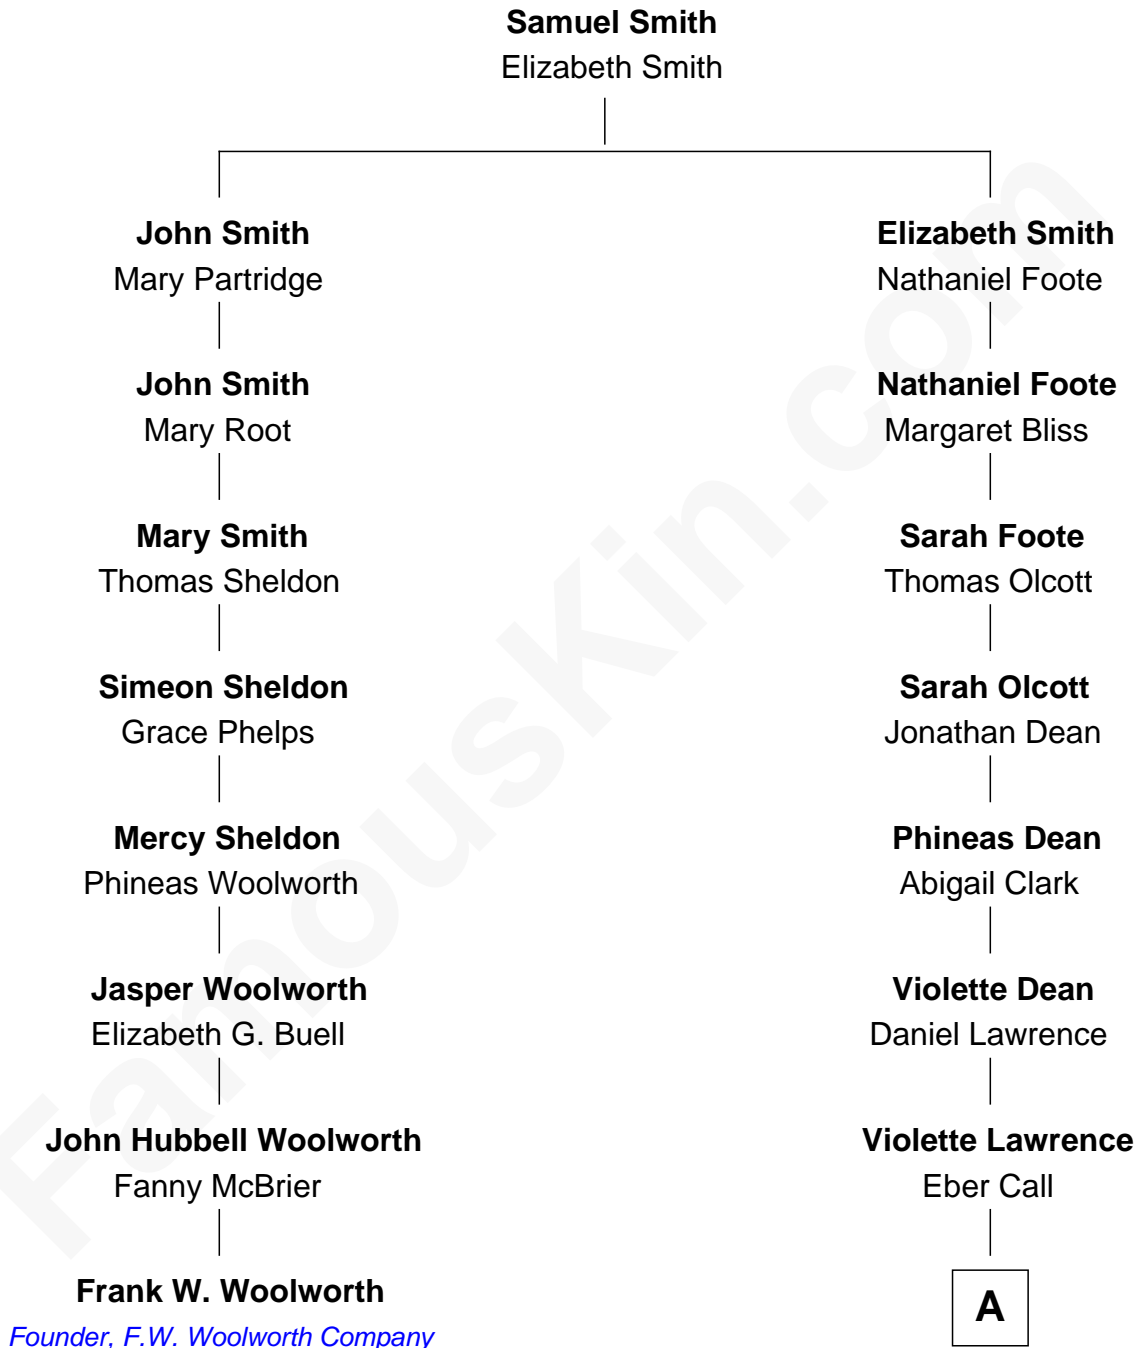 Samuel Smith
Elizabeth Smith
John Smith
Mary Partridge
Elizabeth Smith
Nathaniel Foote
John Smith
Mary Root
Nathaniel Foote
Margaret Bliss
Mary Smith
Thomas Sheldon
Sarah Foote
Thomas Olcott
Simeon Sheldon
Grace Phelps
Sarah Olcott
Jonathan Dean
Mercy Sheldon
Phineas Woolworth
Phineas Dean
Abigail Clark
Jasper Woolworth
Elizabeth G. Buell
Violette Dean
Daniel Lawrence
John Hubbell Woolworth
Fanny McBrier
Violette Lawrence
Eber Call
Frank W. Woolworth
Founder, F.W. Woolworth Company
A
FamousKin.com